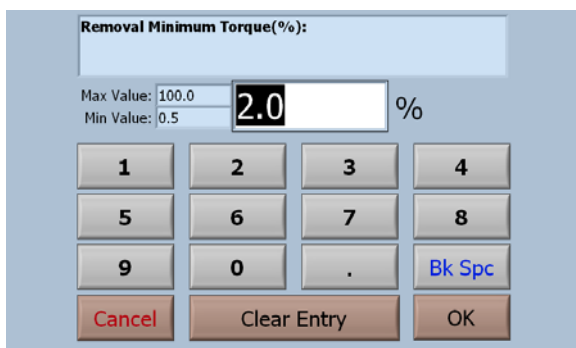 Removal Minimum Torque(%):
Max Value: 100.0
Min Value: 0.5
2.0 %
1 2 3 4
5 6 7 8
9 0 . Bk Spc
Cancel Clear Entry OK